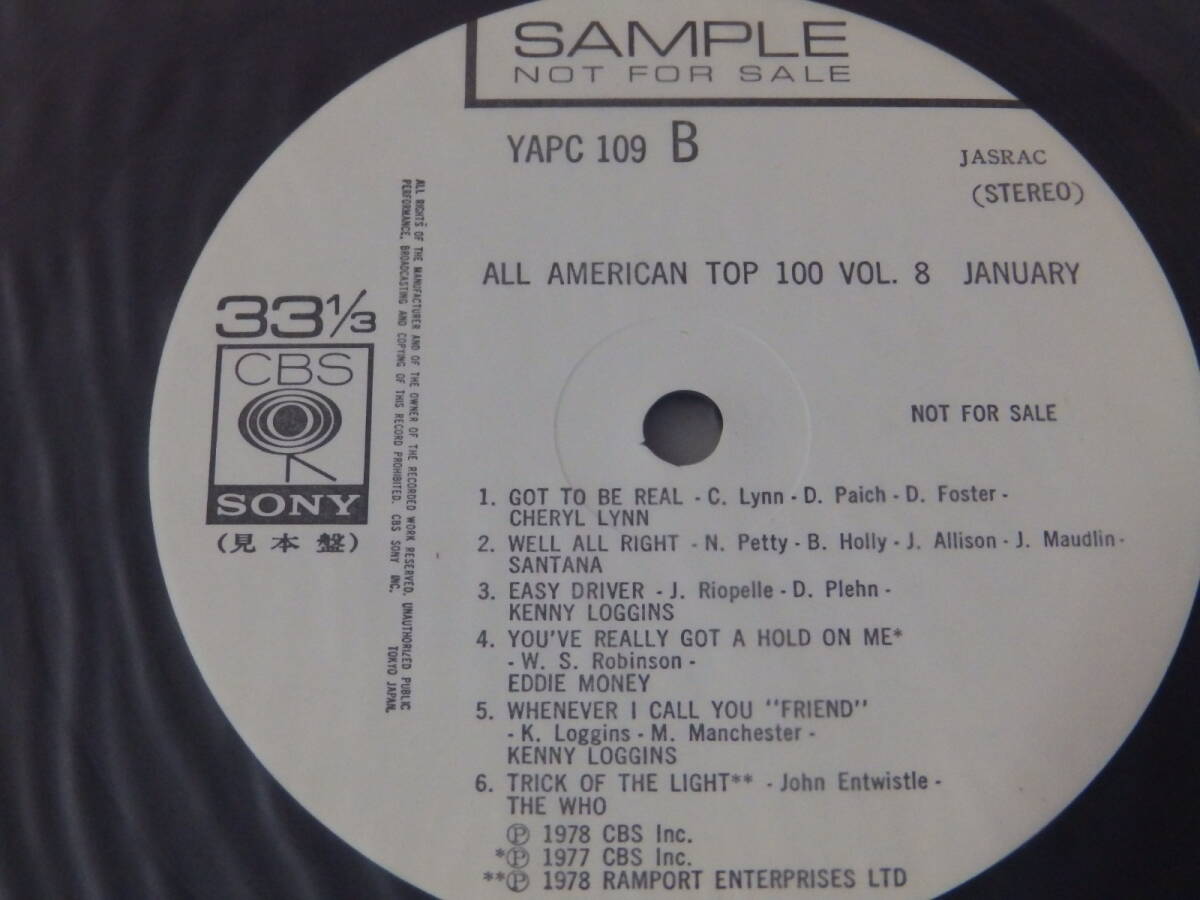 SAMPLE
NOT FOR SALE
YAPC 109 B
JASRAC
(STEREO)
ALL AMERICAN TOP 100 VOL. 8 JANUARY
33⅓
CBS
SONY
(見本盤)
ALL RIGHTS OF THE MANUFACTURER AND OF THE OWNER OF THE RECORDED WORK RESERVED. UNAUTHORIZED PUBLIC
PERFORMANCE, BROADCASTING AND COPYING OF THIS RECORD PROHIBITED. CBS SONY INC. TOKYO JAPAN.
NOT FOR SALE
1. GOT TO BE REAL - C. Lynn - D. Paich - D. Foster -
CHERYL LYNN
2. WELL ALL RIGHT - N. Petty - B. Holly - J. Allison - J. Maudlin -
SANTANA
3. EASY DRIVER - J. Riopelle - D. Plehn -
KENNY LOGGINS
4. YOU'VE REALLY GOT A HOLD ON ME*
- W. S. Robinson -
EDDIE MONEY
5. WHENEVER I CALL YOU "FRIEND"
- K. Loggins - M. Manchester -
KENNY LOGGINS
6. TRICK OF THE LIGHT** - John Entwistle -
THE WHO
Ⓟ 1978 CBS Inc.
*Ⓟ 1977 CBS Inc.
**Ⓟ 1978 RAMPORT ENTERPRISES LTD